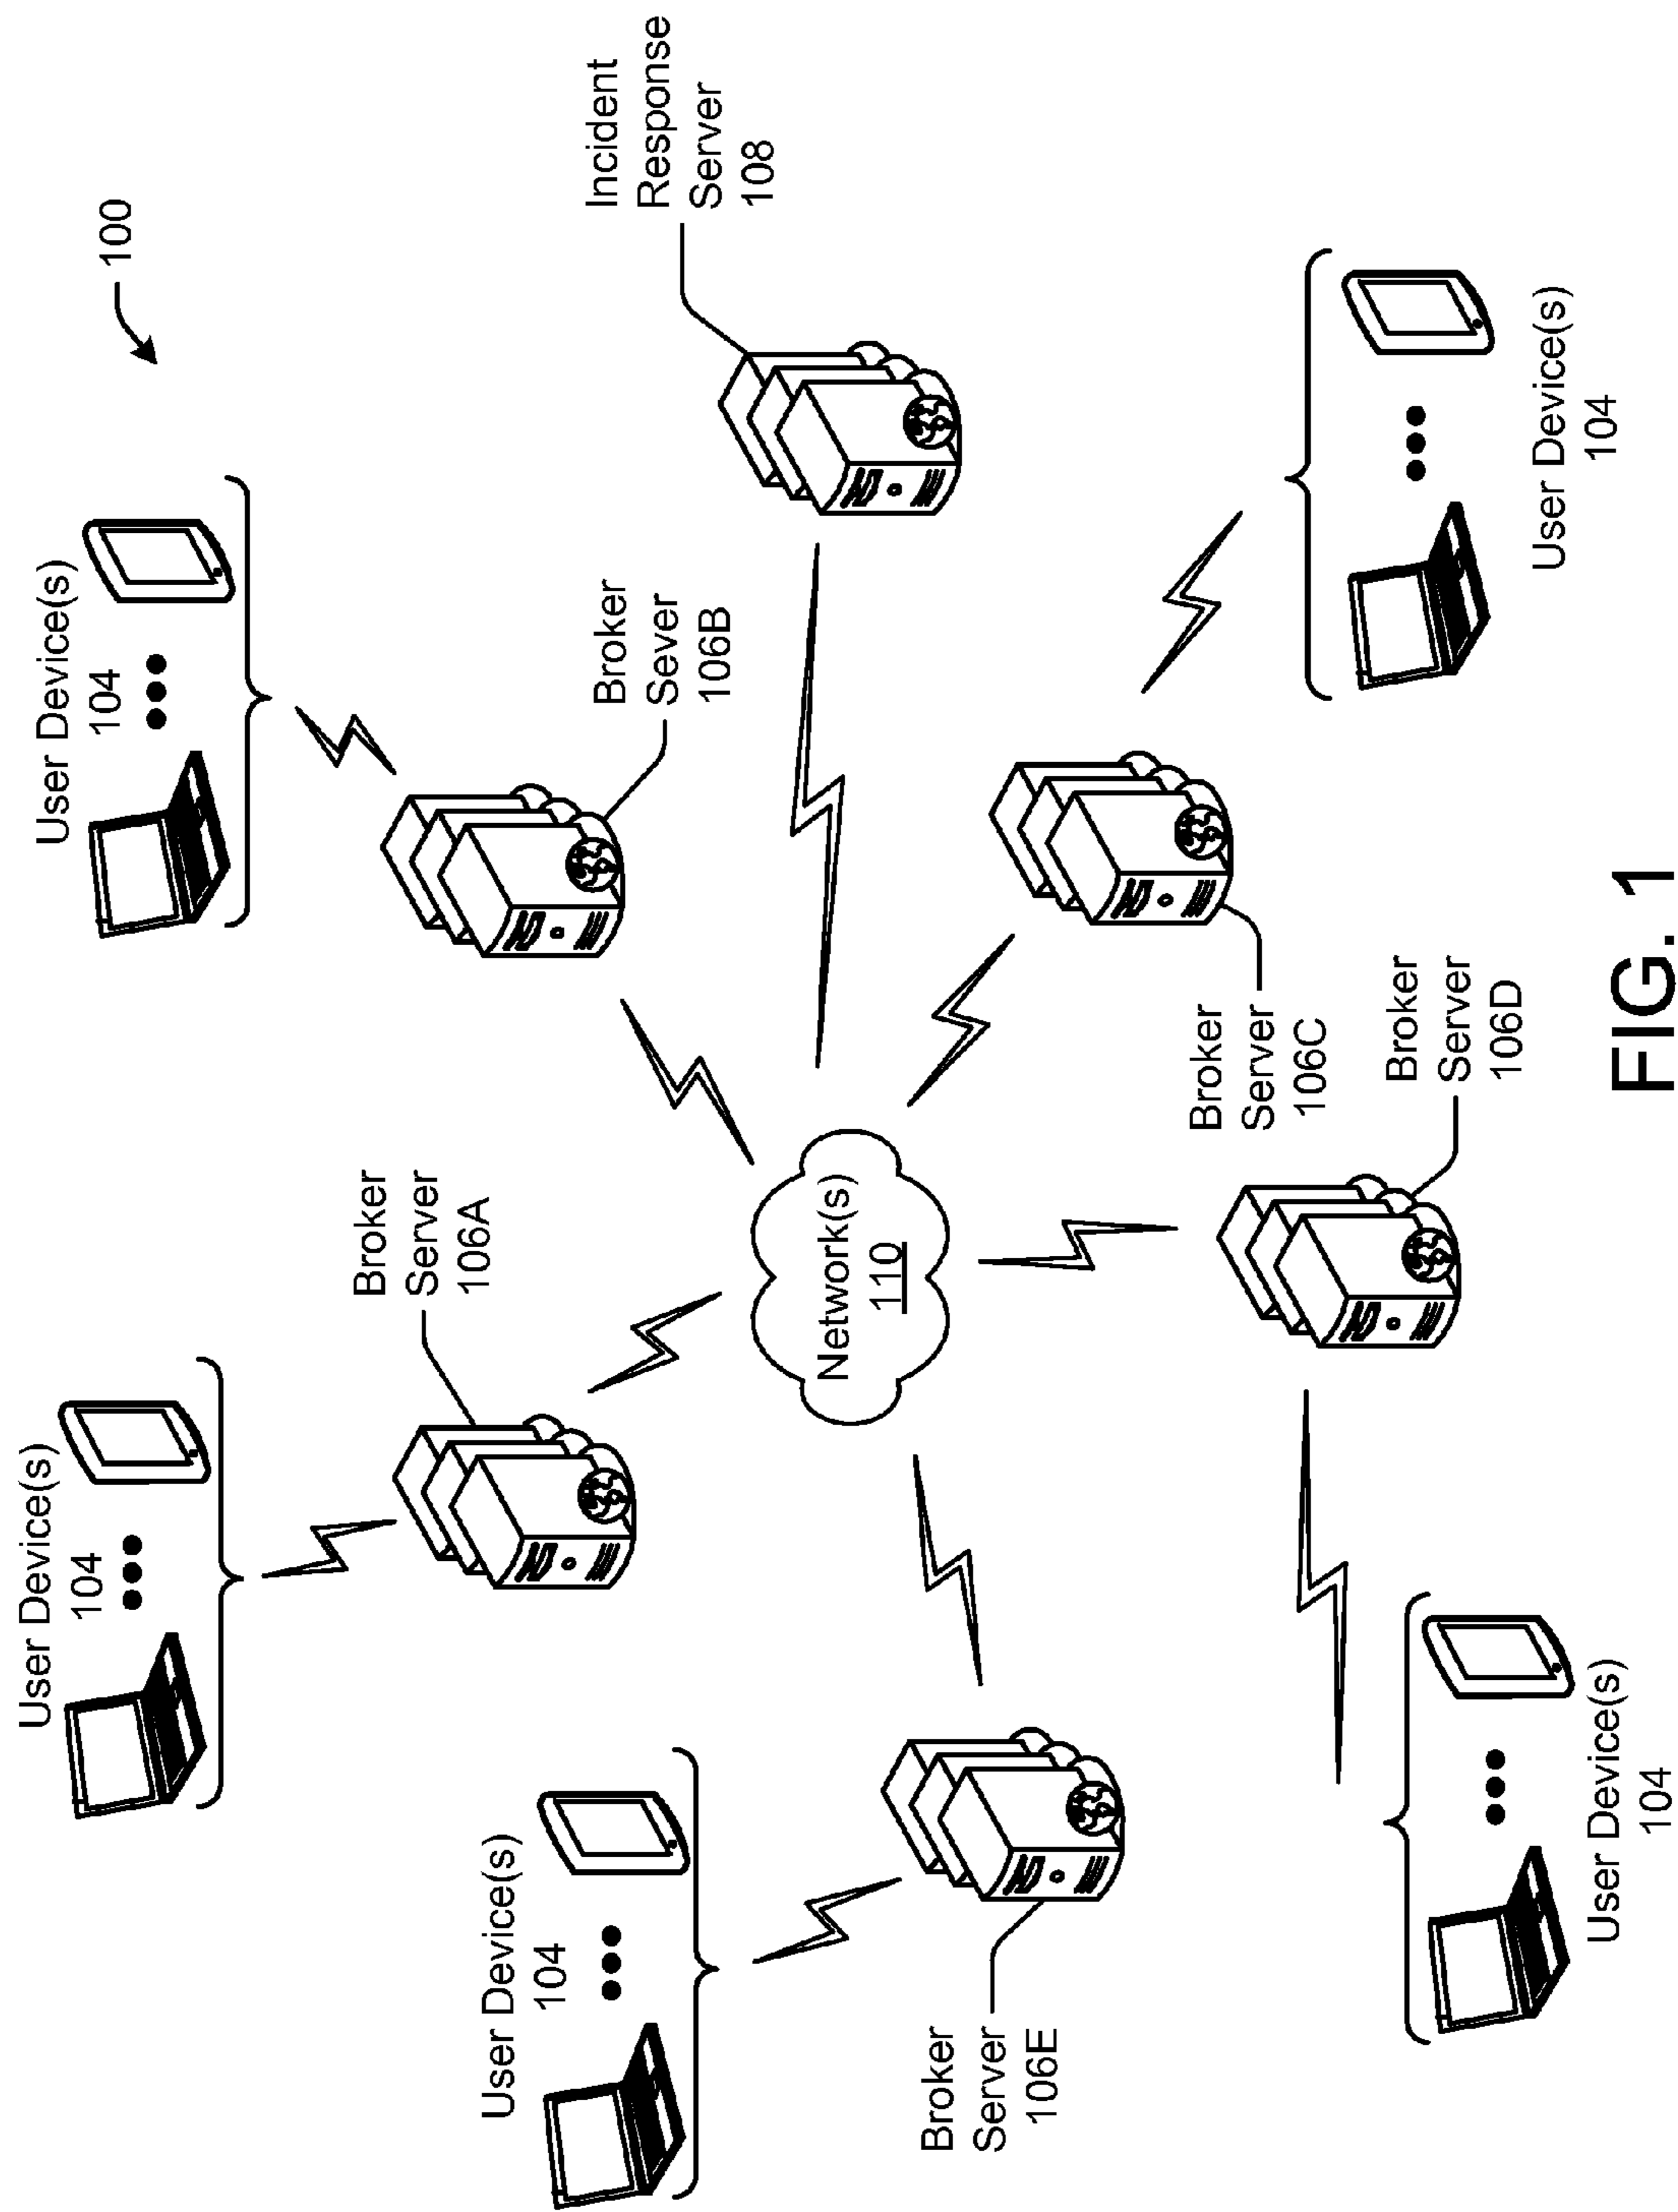 100
User Device(s)
104
User Device(s)
104
User Device(s)
104
Broker
Server
106A
Broker
Sever
106B
Incident
Response
Server
108
Network(s)
110
Broker
Server
106E
Broker
Server
106C
Broker
Server
106D
User Device(s)
104
User Device(s)
104
FIG. 1